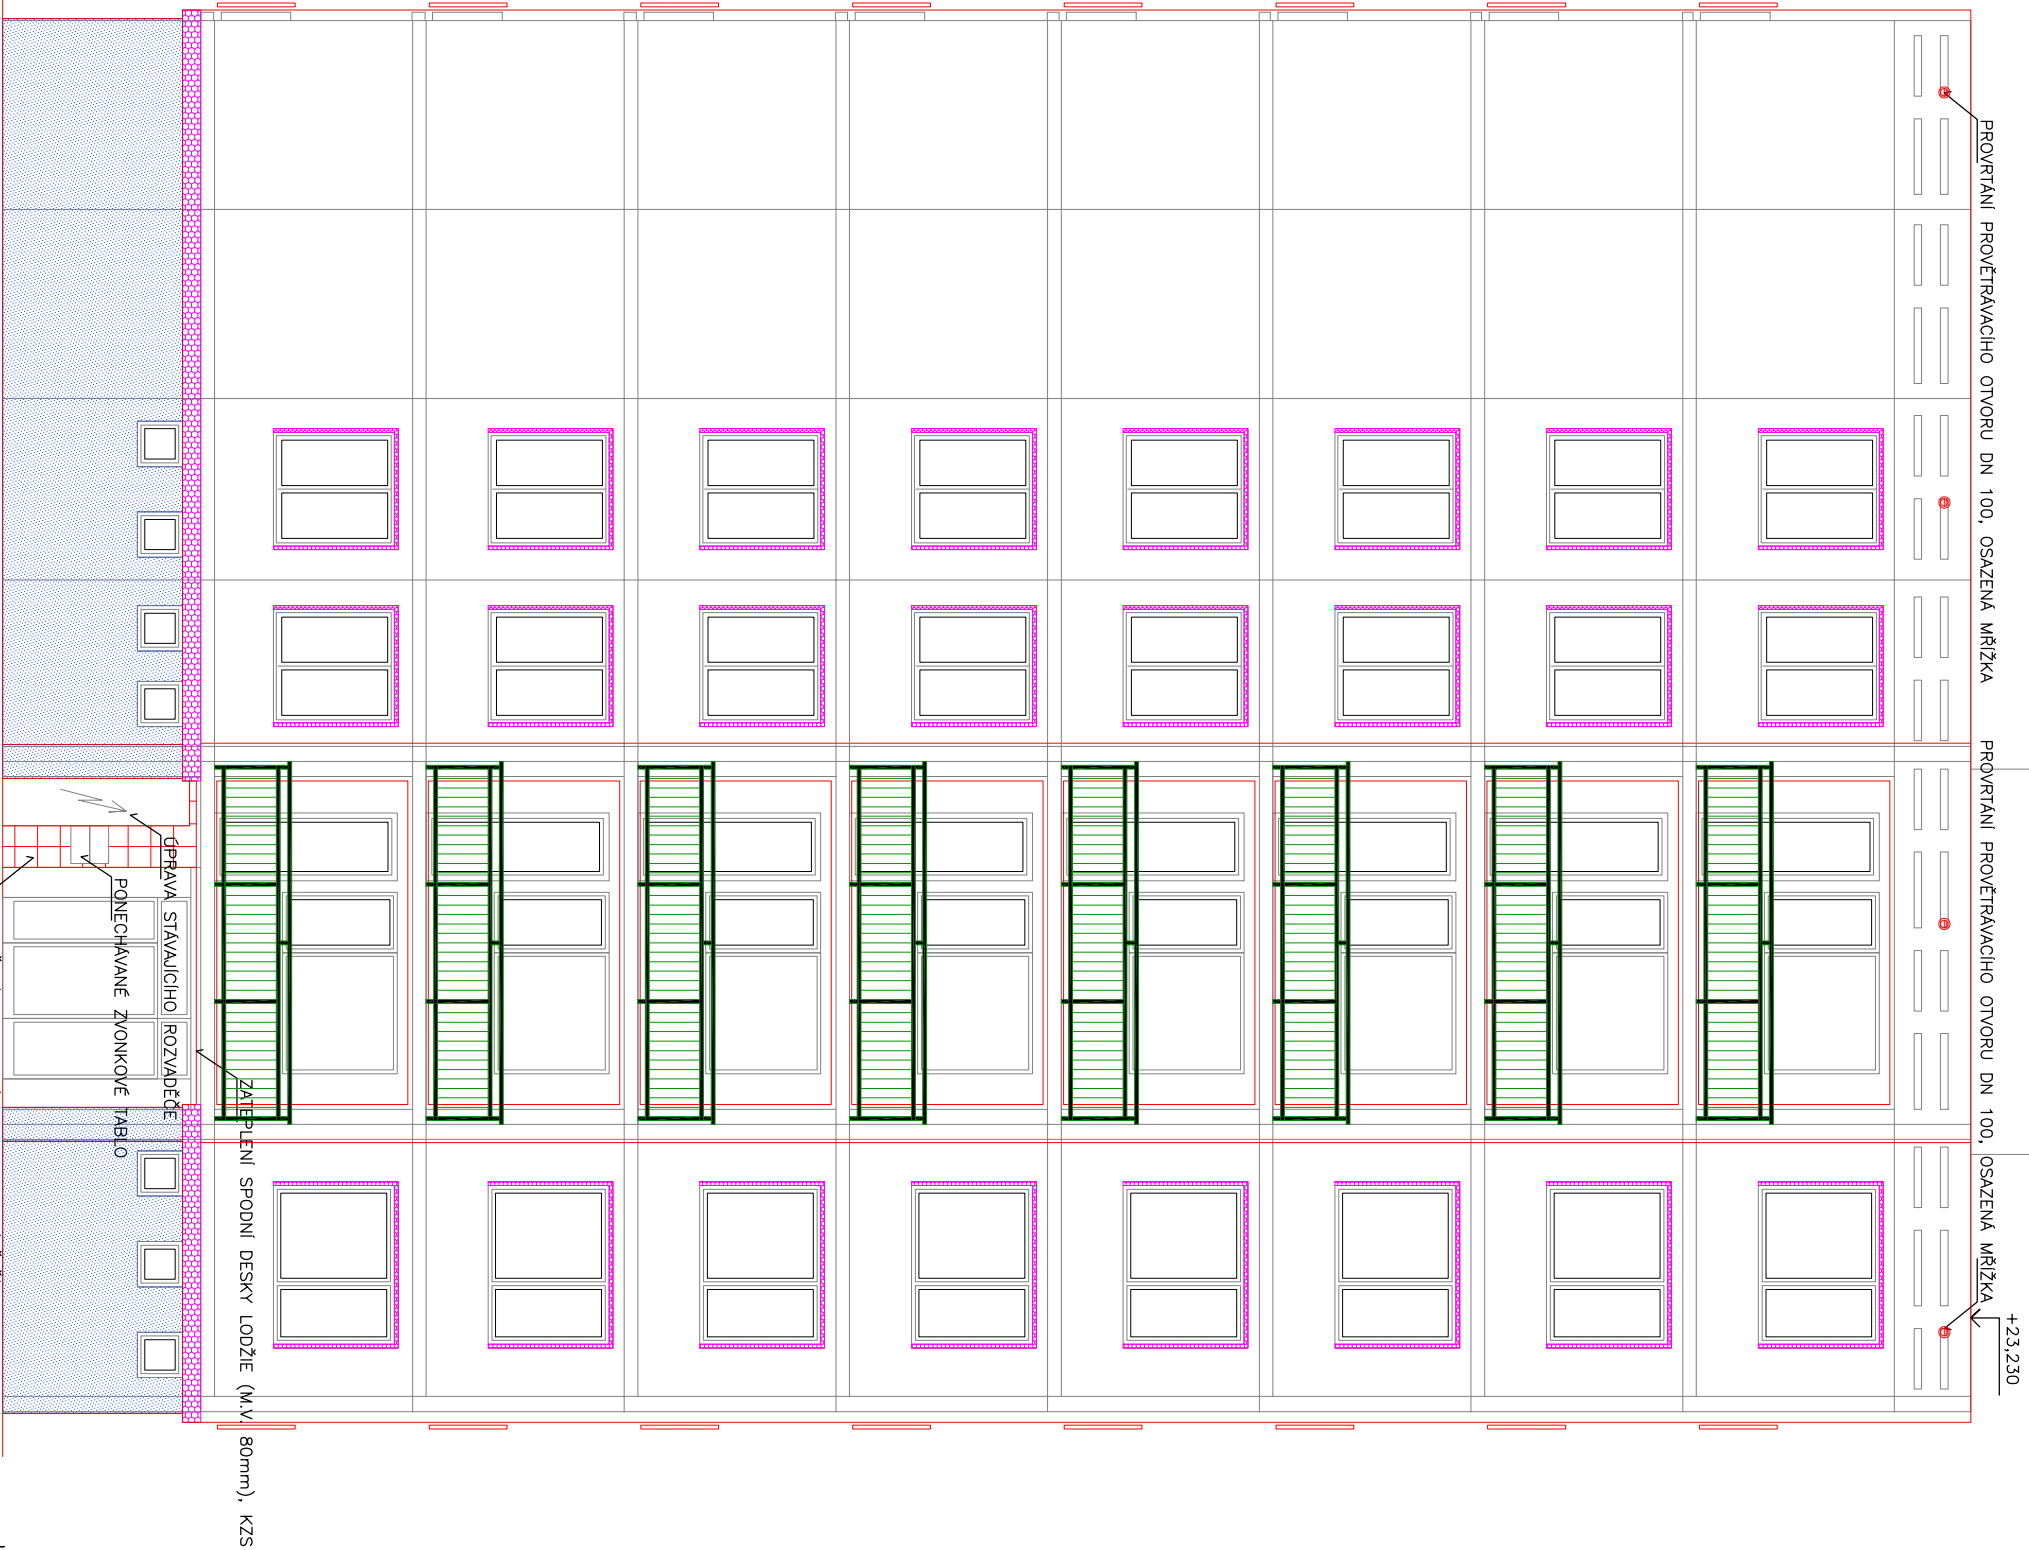 PROVRTÁNÍ PROVĚTRÁVACÍHO OTVORU DN 100, OSAZENÁ MŘÍŽKA
PROVRTÁNÍ PROVĚTRÁVACÍHO OTVORU DN 100, OSAZENÁ MŘÍŽKA
+23,230
ZATEPLENÍ SPODNÍ DESKY LODŽIE (M.V. 80mm), KZS
ÚPRAVA STÁVAJÍCÍHO ROZVADĚČE
PONECHÁVANÉ ZVONKOVÉ TABLO